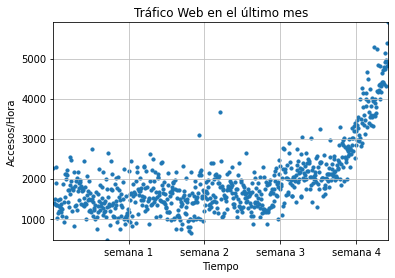 Tráfico Web en el último mes
5000
4000
3000
2000
1000
Accesos/Hora
semana 1 semana 2 semana 3 semana 4
Tiempo